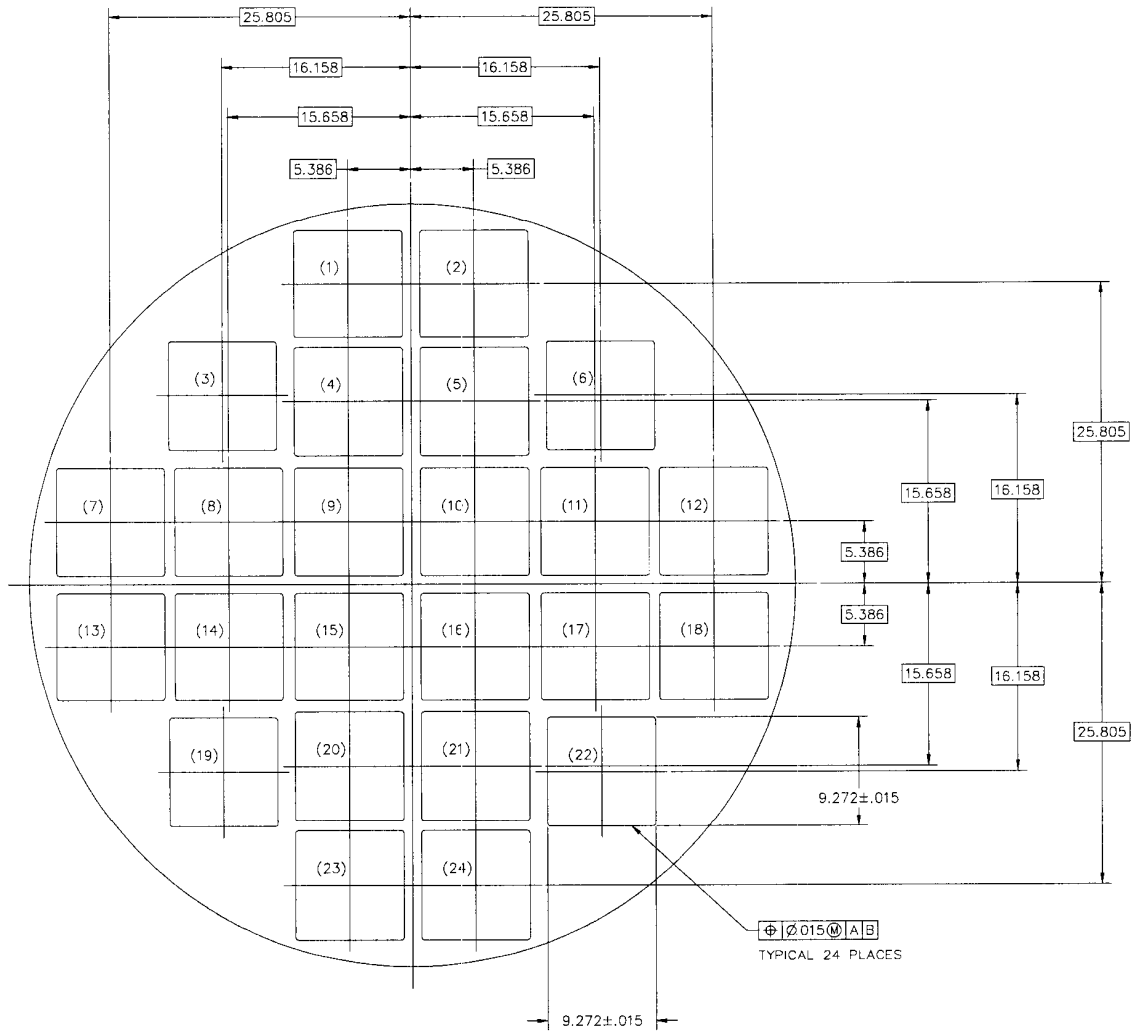 25.805 25.805
16.158 16.158
15.658 15.658
5.386 5.386
(1) (2)
(3) (4) (5) (6)
25.805
15.658 16.158
(7) (8) (9) (10) (11) (12)
5.386
5.386
(13) (14) (15) (16) (17) (18)
15.658 16.158
25.805
(19) (20) (21) (22)
9.272±.015
(23) (24)
⌖ Ø.015 Ⓜ A B
TYPICAL 24 PLACES
9.272±.015